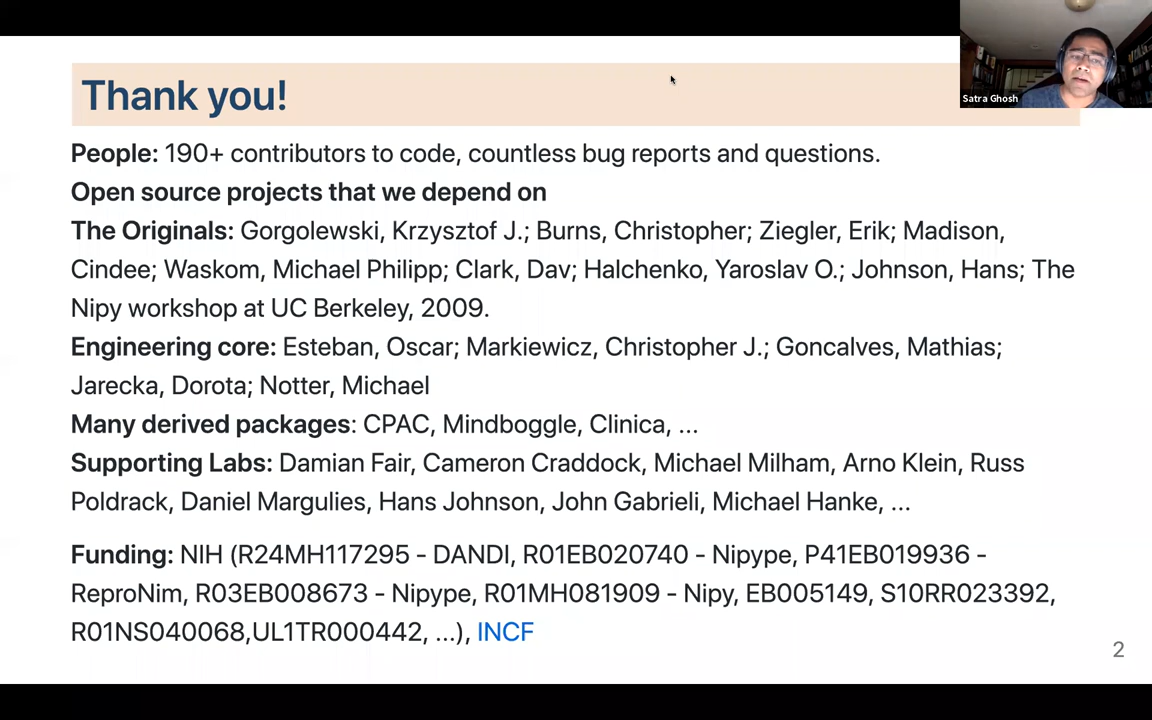 Thank you!
Satra Ghosh
People: 190+ contributors to code, countless bug reports and questions.
Open source projects that we depend on
The Originals: Gorgolewski, Krzysztof J.; Burns, Christopher; Ziegler, Erik; Madison,
Cindee; Waskom, Michael Philipp; Clark, Dav; Halchenko, Yaroslav O.; Johnson, Hans; The
Nipy workshop at UC Berkeley, 2009.
Engineering core: Esteban, Oscar; Markiewicz, Christopher J.; Goncalves, Mathias;
Jarecka, Dorota; Notter, Michael
Many derived packages: CPAC, Mindboggle, Clinica, ...
Supporting Labs: Damian Fair, Cameron Craddock, Michael Milham, Arno Klein, Russ
Poldrack, Daniel Margulies, Hans Johnson, John Gabrieli, Michael Hanke, ...
Funding: NIH (R24MH117295 - DANDI, R01EB020740 - Nipype, P41EB019936 -
ReproNim, R03EB008673 - Nipype, R01MH081909 - Nipy, EB005149, S10RR023392,
R01NS040068,UL1TR000442, ...), INCF
2